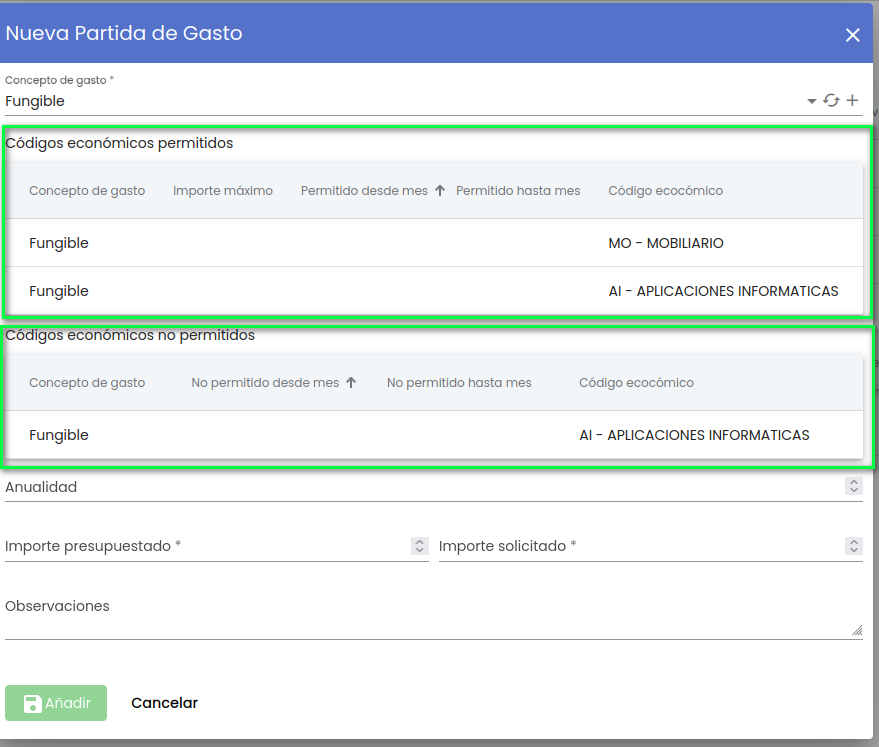 Nueva Partida de Gasto
Concepto de gasto *
Fungible
Códigos económicos permitidos
Concepto de gasto Importe máximo Permitido desde mes Permitido hasta mes Código ecocómico
Fungible MO - MOBILIARIO
Fungible AI - APLICACIONES INFORMATICAS
Códigos económicos no permitidos
Concepto de gasto No permitido desde mes No permitido hasta mes Código ecocómico
Fungible AI - APLICACIONES INFORMATICAS
Anualidad
Importe presupuestado * Importe solicitado *
Observaciones
Añadir Cancelar